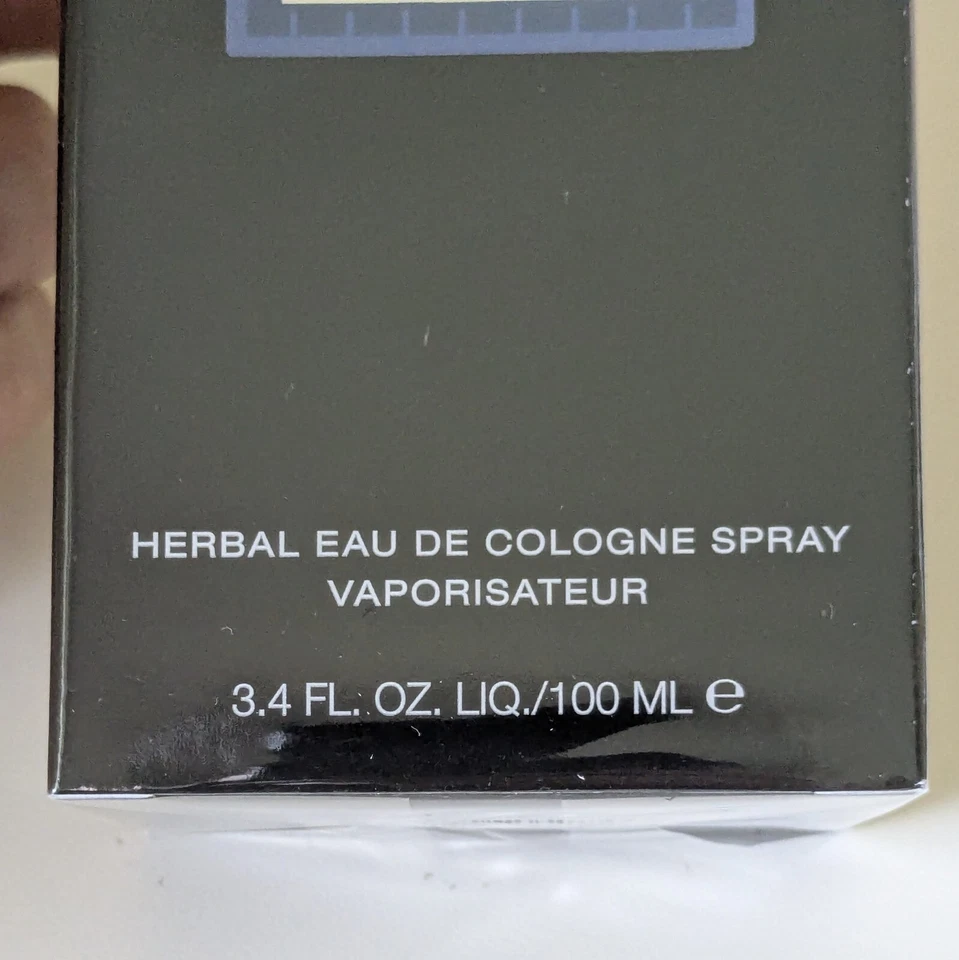 HERBAL EAU DE COLOGNE SPRAY
VAPORISATEUR
3.4 FL. OZ. LIQ./100 ML ℮